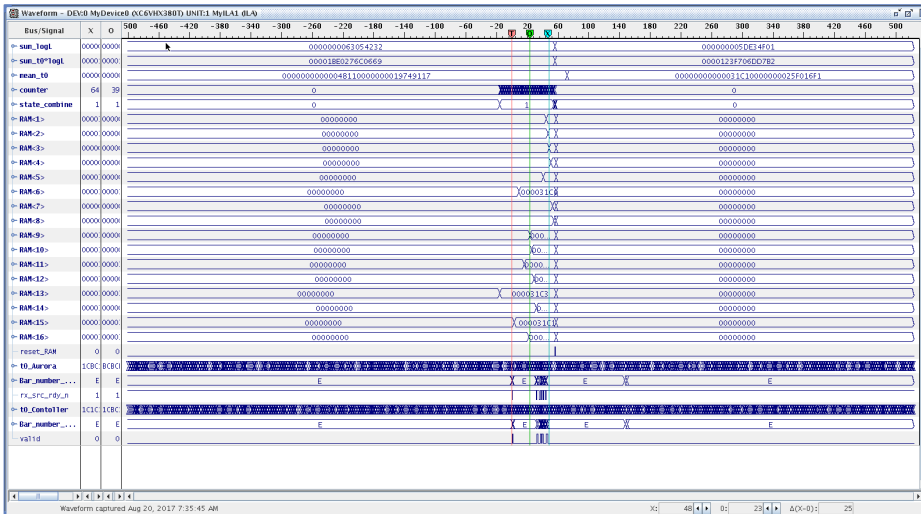 Waveform - DEV:0 MyDevice0 (XC6VHX380T) UNIT:1 MyILA1 (ILA)
Bus/Signal X O -500 -460 -420 -380 -340 -300 -260 -220 -180 -140 -100 -60 -20 20 60 100 140 180 220 260 300 340 380 420 460 500
T O X
sum_logL 0000000063054232 000000005DE34F01
sum_t0*logL 00001BE0276C0669 0000123F706DD7B2
mean_t0
counter 64 39 0 0
state_combine 1 1 0 1 0
RAM<1> 00000000 00000000
RAM<2> 00000000 00000000
RAM<3> 00000000 00000000
RAM<4> 00000000 00000000
RAM<5> 00000000 00000000
RAM<6> 00000000 00000000
RAM<7> 00000000 00000000
RAM<8> 00000000 00000000
RAM<9> 00000000 00000000
RAM<10> 00000000 00000000
RAM<11> 00000000 00000000
RAM<12> 00000000 00000000
RAM<13> 00000000 000031C3 00000000
RAM<14> 00000000 00000000
RAM<15> 00000000 00000000
RAM<16> 00000000 00000000
reset_RAM 0 0
t0_Aurora
Bar_number_... E E E E E E
rx_src_rdy_n 1 1
t0_Contoller
Bar_number_... E E E E E E
valid 0 0
Waveform captured Aug 20, 2017 7:35:45 AM X: 48 O: 23 Δ(X-O): 25